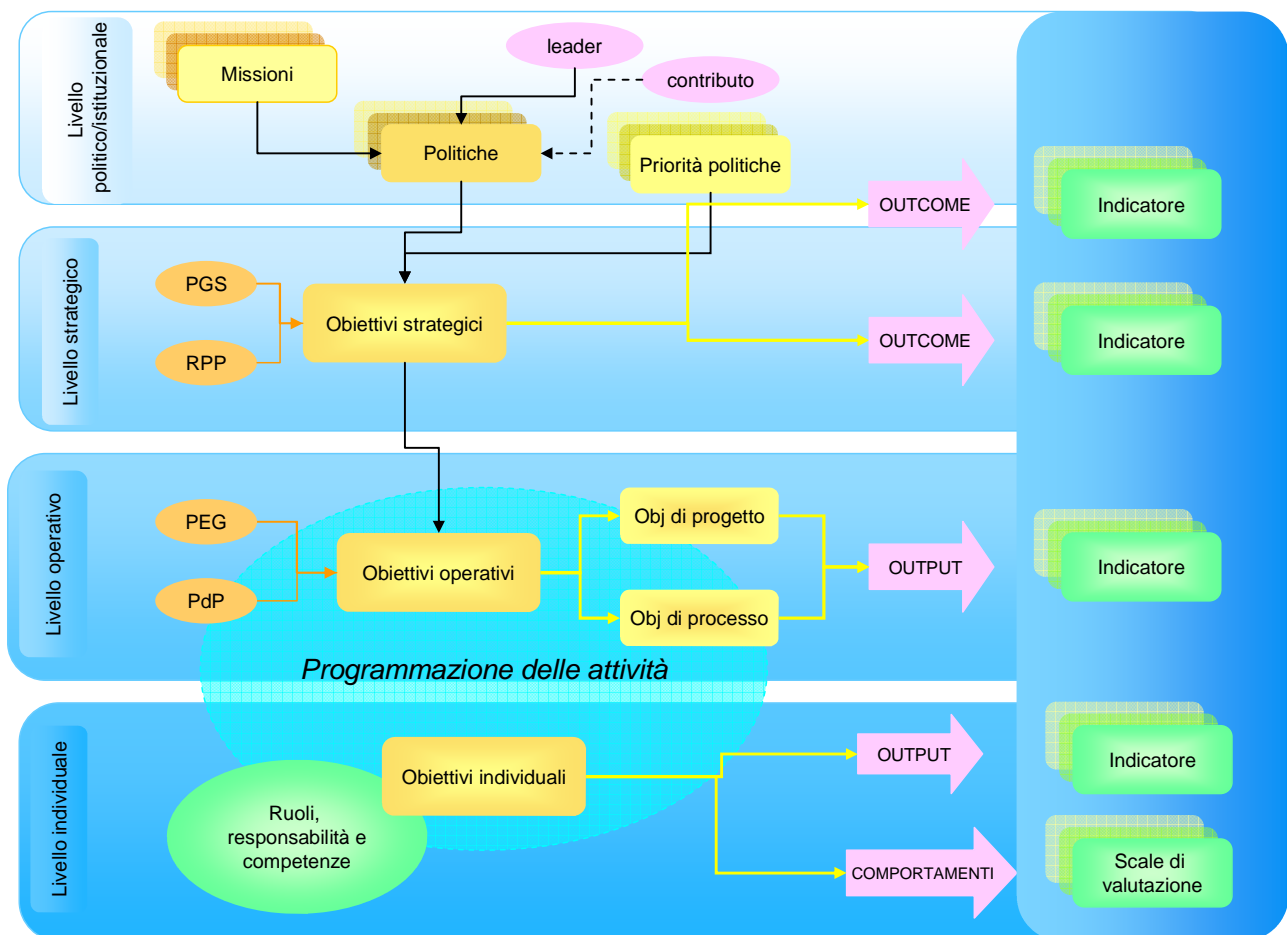 Livello
politico/istituzionale
Missioni
leader
contributo
Politiche
Priorità politiche
OUTCOME
Indicatore
Livello strategico
PGS
RPP
Obiettivi strategici
OUTCOME
Indicatore
Livello operativo
PEG
PdP
Obiettivi operativi
Obj di progetto
Obj di processo
OUTPUT
Indicatore
Programmazione delle attività
Livello individuale
Obiettivi individuali
Ruoli,
responsabilità e
competenze
OUTPUT
Indicatore
COMPORTAMENTI
Scale di
valutazione